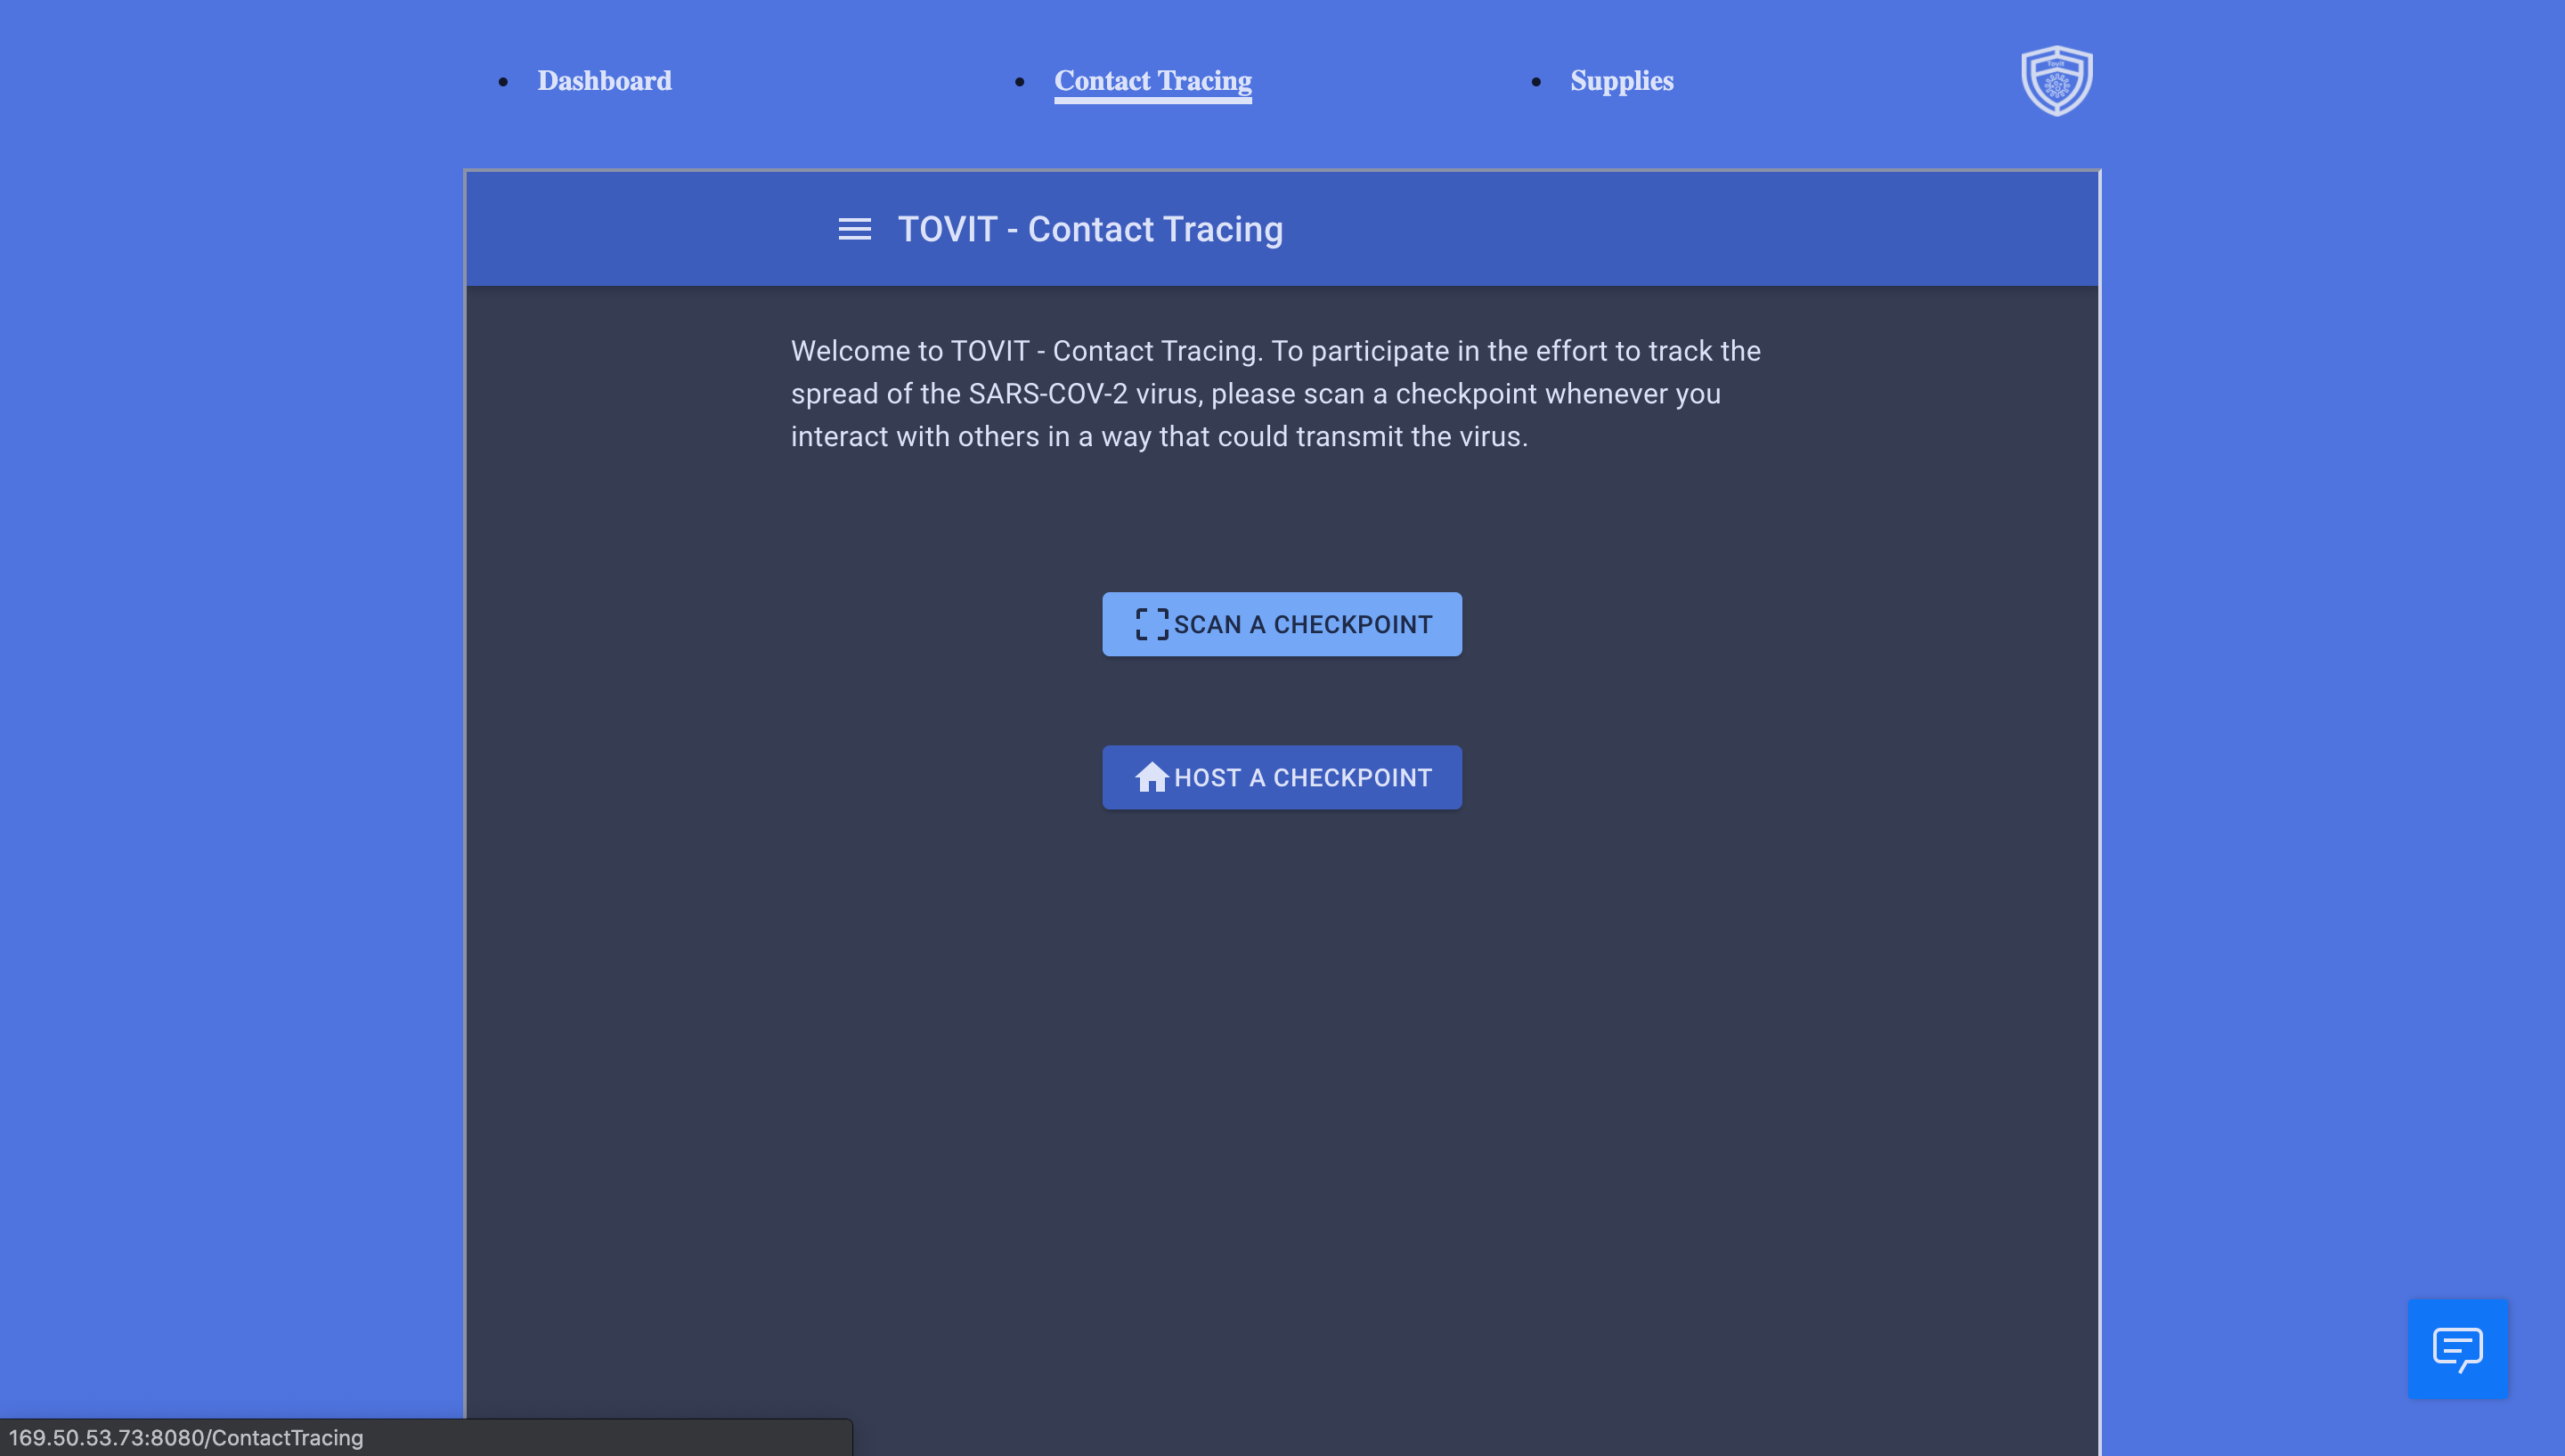 Dashboard
Contact Tracing
Supplies
TovIt
TOVIT - Contact Tracing
Welcome to TOVIT - Contact Tracing. To participate in the effort to track the
spread of the SARS-COV-2 virus, please scan a checkpoint whenever you
interact with others in a way that could transmit the virus.
SCAN A CHECKPOINT
HOST A CHECKPOINT
169.50.53.73:8080/ContactTracing